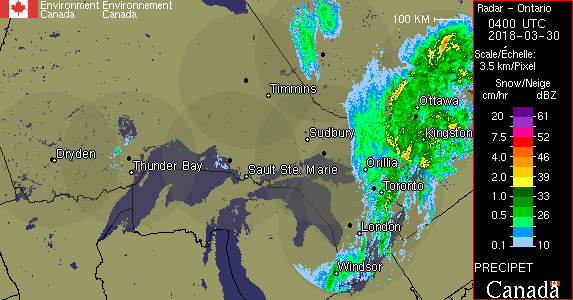 Environment Environnement
Canada Canada
100 KM
Timmins
Ottawa
Sudbury
Kingston
Dryden
Thunder Bay
Sault Ste. Marie
Orillia
Toronto
London
Windsor
Radar - Ontario
0400 UTC
2018-03-30
Scale/Échelle:
3.5 km/Pixel
Snow/Neige
cm/hr dBZ
20 61
7.5 57
5.0 52
4.0 46
2.0 39
1.0 33
0.5 26
0.1 10
PRECIPET
Canada